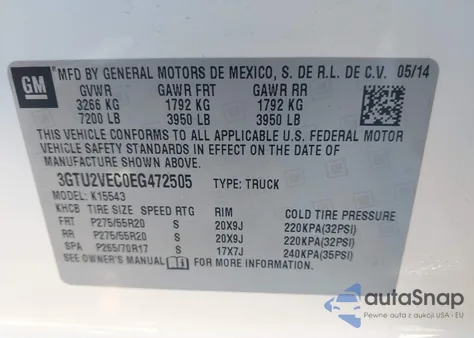 GM
MFD BY GENERAL MOTORS DE MEXICO, S. DE R.L. DE C.V. 05/14
GVWR GAWR FRT GAWR RR
3266 KG 1792 KG 1792 KG
7200 LB 3950 LB 3950 LB
THIS VEHICLE CONFORMS TO ALL APPLICABLE U.S. FEDERAL MOTOR
VEHICLE SAFETY STANDARDS IN EFFECT ON THE DATE OF
MANUFACTURE SHOWN ABOVE.
3GTU2VEC0EG472505 TYPE: TRUCK
MODEL: K15543
KHCB TIRE SIZE SPEED RTG RIM COLD TIRE PRESSURE
FRT P275/55R20 S 20X9J 220KPA(32PSI)
RR P275/55R20 S 20X9J 220KPA(32PSI)
SPA P265/70R17 S 17X7J 240KPA(35PSI)
SEE OWNER'S MANUAL FOR MORE INFORMATION.
autoSnap
Pewne auta z USA - EU